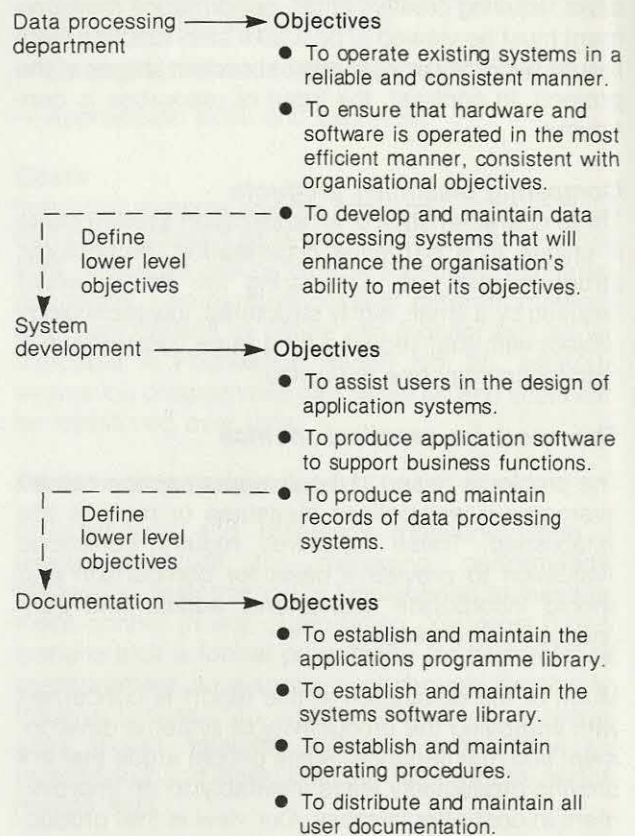 Data processing
department
Objectives
● To operate existing systems in a
reliable and consistent manner.
● To ensure that hardware and
software is operated in the most
efficient manner, consistent with
organisational objectives.
● To develop and maintain data
processing systems that will
enhance the organisation's
ability to meet its objectives.
Define
lower level
objectives
System
development
Objectives
● To assist users in the design of
application systems.
● To produce application software
to support business functions.
● To produce and maintain
records of data processing
systems.
Define
lower level
objectives
Documentation
Objectives
● To establish and maintain the
applications programme library.
● To establish and maintain the
systems software library.
● To establish and maintain
operating procedures.
● To distribute and maintain all
user documentation.